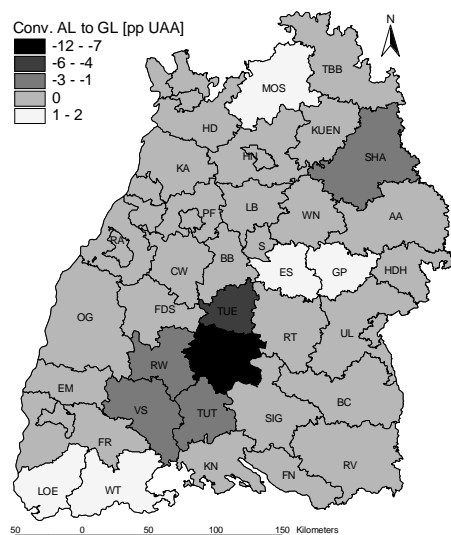 Conv. AL to GL [pp UAA]
-12 - -7
-6 - -4
-3 - -1
0
1 - 2
N
TBB
MOS
HD
KUEN
HN
SHA
KA
PF
LB
WN
AA
RA
S
CW
BB
ES
GP
HDH
FDS
TUE
OG
RT
UL
RW
EM
VS
TUT
SIG
BC
FR
KN
FN
RV
LOE
WT
50 0 50 100 150 Kilometers